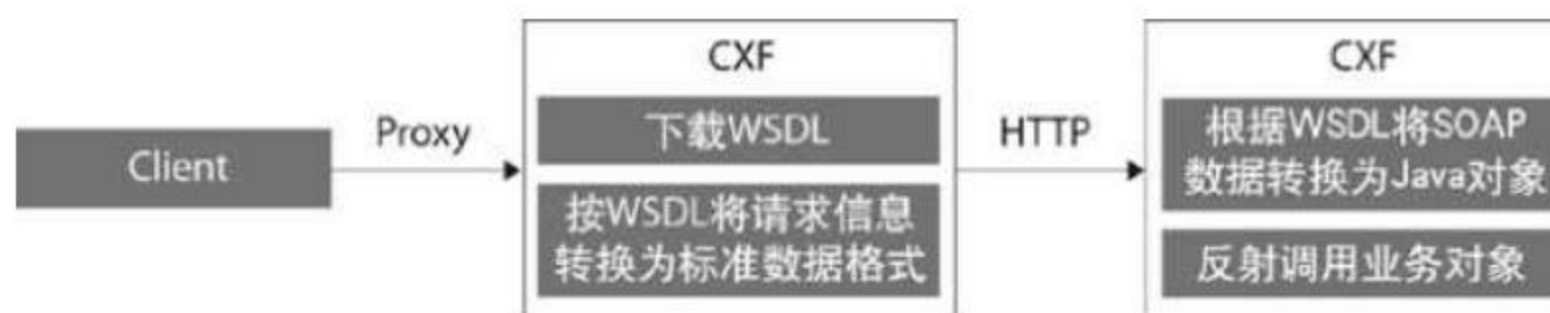 Client
Proxy
CXF
下载WSDL
按WSDL将请求信息
转换为标准数据格式
HTTP
CXF
根据WSDL将SOAP
数据转换为Java对象
反射调用业务对象